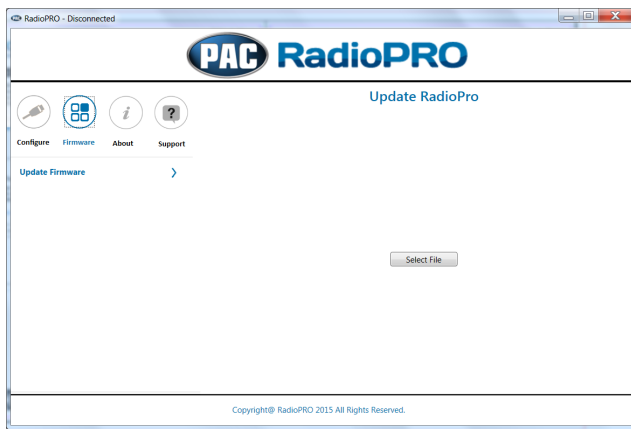 RadioPRO - Disconnected
PAC RadioPRO
Update RadioPro
Configure Firmware About Support
Update Firmware
Select File
Copyright@ RadioPRO 2015 All Rights Reserved.